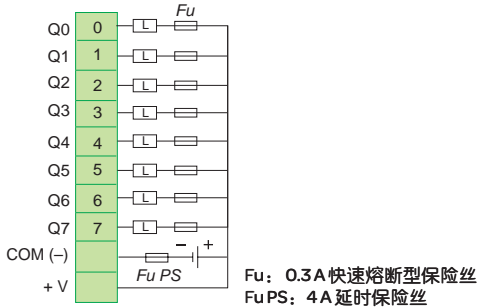 Fu
Q0 0 L
Q1 1 L
Q2 2 L
Q3 3 L
Q4 4 L
Q5 5 L
Q6 6 L
Q7 7 L
COM (–) – +
+ V Fu PS
Fu：0.3A快速熔断型保险丝
FuPS：4A延时保险丝